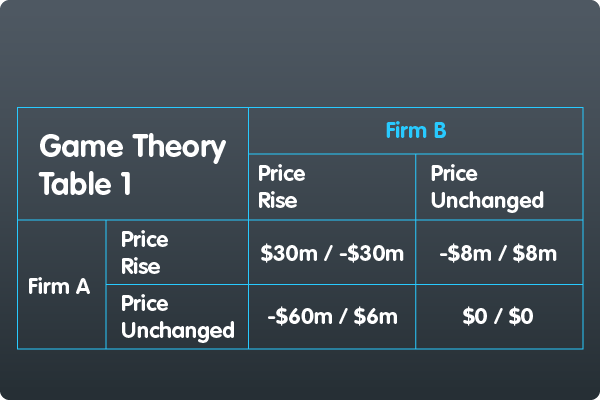 Game Theory
Table 1
Firm B
Price
Rise
Price
Unchanged
Firm A
Price
Rise
$30m / -$30m
-$8m / $8m
Price
Unchanged
-$60m / $6m
$0 / $0